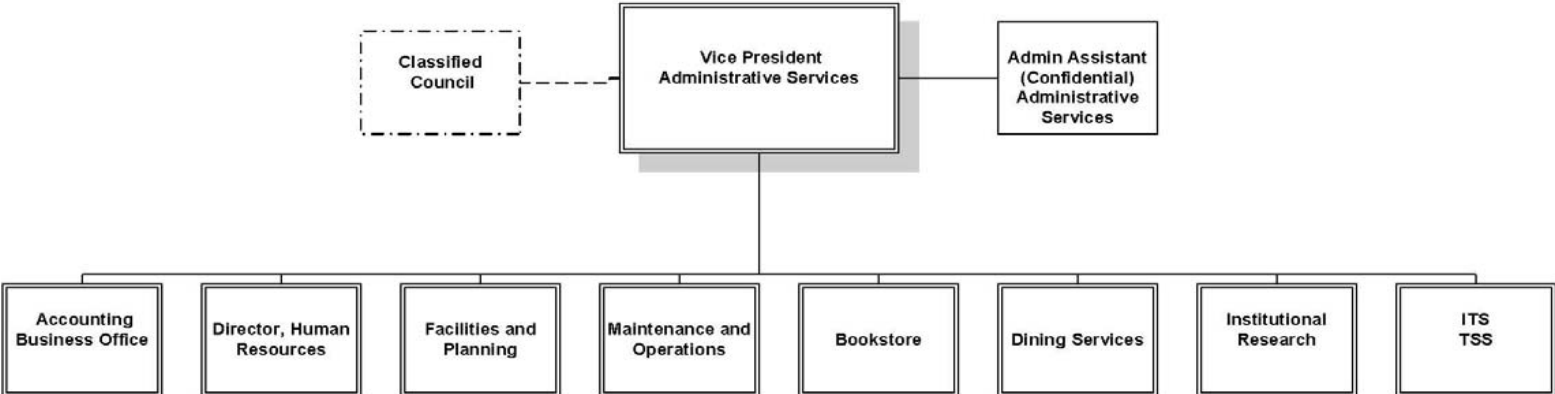 Classified
Council
Vice President
Administrative Services
Admin Assistant
(Confidential)
Administrative
Services
Accounting
Business Office
Director, Human
Resources
Facilities and
Planning
Maintenance and
Operations
Bookstore
Dining Services
Institutional
Research
ITS
TSS